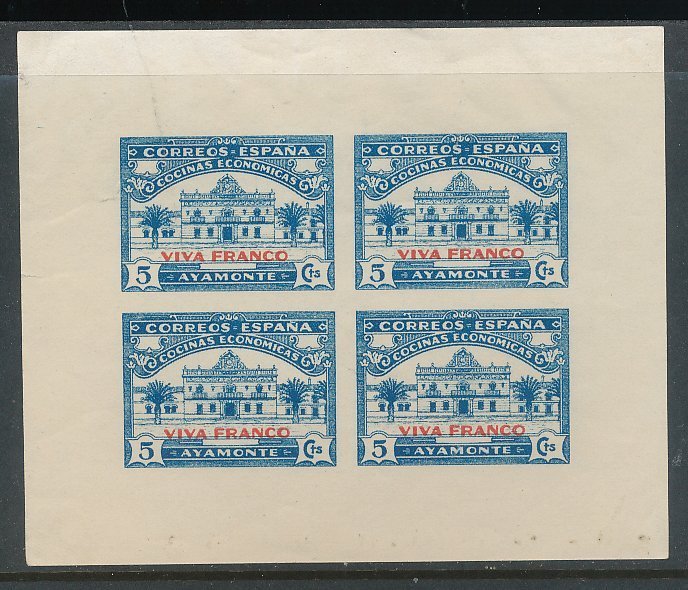 CORREOS=ESPAÑA
COCINAS ECONOMICAS
VIVA FRANCO
5 Cts
AYAMONTE
CORREOS=ESPAÑA
COCINAS ECONOMICAS
VIVA FRANCO
5 Cts
AYAMONTE
CORREOS=ESPAÑA
COCINAS ECONOMICAS
VIVA FRANCO
5 Cts
AYAMONTE
CORREOS=ESPAÑA
COCINAS ECONOMICAS
VIVA FRANCO
5 Cts
AYAMONTE